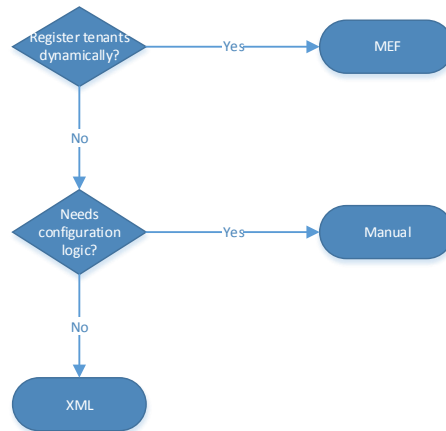 Register tenants
dynamically?
Yes
MEF
No
Needs
configuration
logic?
Yes
Manual
No
XML